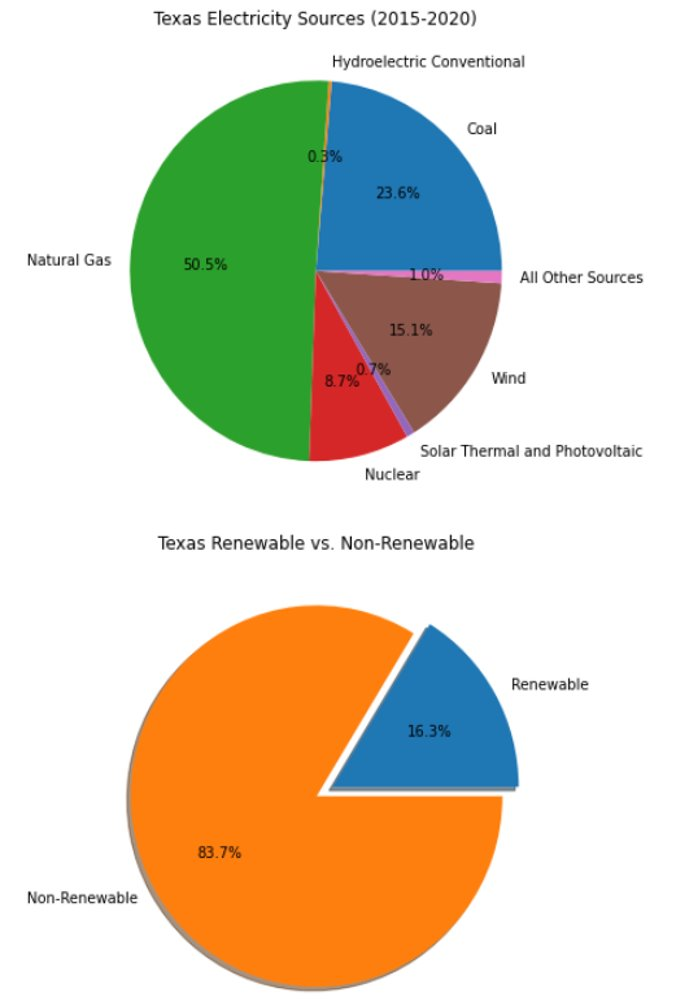 Texas Electricity Sources (2015-2020)
Hydroelectric Conventional
Coal
0.3%
23.6%
Natural Gas
50.5%
1.0%
All Other Sources
15.1%
0.7%
8.7%
Wind
Solar Thermal and Photovoltaic
Nuclear
Texas Renewable vs. Non-Renewable
Renewable
16.3%
83.7%
Non-Renewable